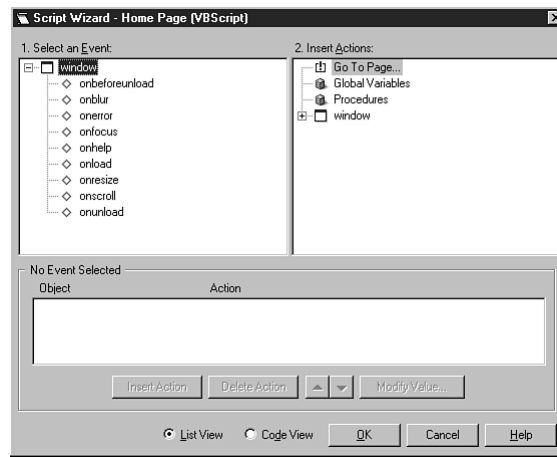 Script Wizard - Home Page (VBScript)
1. Select an Event:
window
onbeforeunload
onblur
onerror
onfocus
onhelp
onload
onresize
onscroll
onunload
2. Insert Actions:
Go To Page...
Global Variables
Procedures
window
No Event Selected
Object Action
Insert Action Delete Action Modify Value...
List View Code View OK Cancel Help